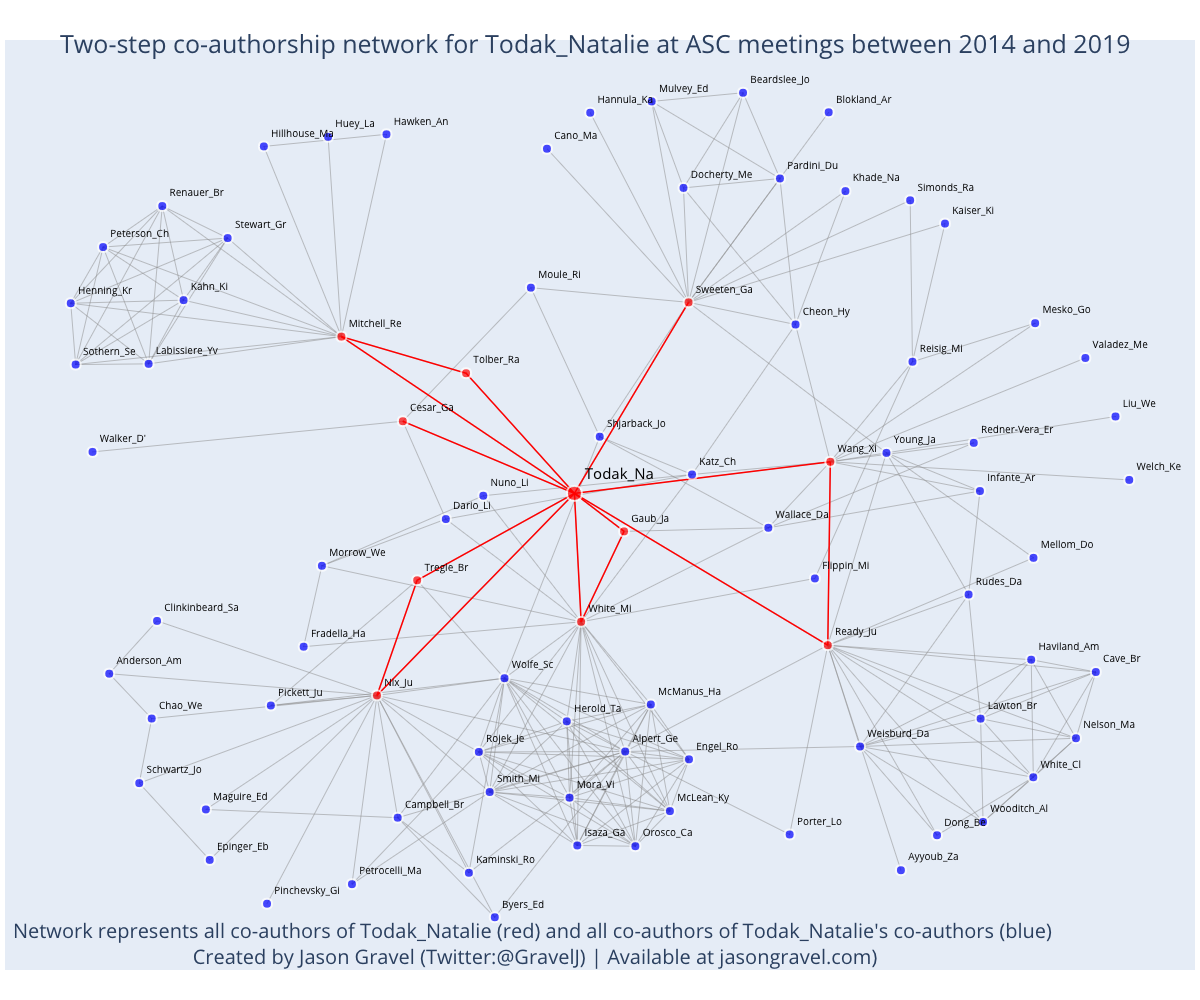 Two-step co-authorship network for Todak_Natalie at ASC meetings between 2014 and 2019
Beardslee_Jo
Mulvey_Ed
Hannula_Ka
Blokland_Ar
Huey_La
Hawken_An
Hillhouse_Ma
Cano_Ma
Pardini_Du
Docherty_Me
Khade_Na
Simonds_Ra
Renauer_Br
Kaiser_Ki
Stewart_Gr
Peterson_Ch
Moule_Ri
Kahn_Ki
Henning_Kr
Sweeten_Ga
Mesko_Go
Cheon_Hy
Mitchell_Re
Valadez_Me
Reisig_Mi
Sothern_Se
Labissiere_Yv
Tolber_Ra
Liu_We
Cesar_Ga
Shjarback_Jo
Redner-Vera_Er
Walker_D'
Young_Ja
Wang_Xi
Katz_Ch
Welch_Ke
Todak_Na
Infante_Ar
Nuno_Li
Dario_Li
Gaub_Ja
Wallace_Da
Mellom_Do
Morrow_We
Flippin_Mi
Tregle_Br
Rudes_Da
White_Mi
Clinkinbeard_Sa
Ready_Ju
Fradella_Ha
Haviland_Am
Anderson_Am
Cave_Br
Wolfe_Sc
Nix_Ju
Pickett_Ju
McManus_Ha
Chao_We
Herold_Ta
Lawton_Br
Nelson_Ma
Weisburd_Da
Rojek_Je
Alpert_Ge
Engel_Ro
White_Cl
Schwartz_Jo
Smith_Mi
Mora_Vi
McLean_Ky
Maguire_Ed
Campbell_Br
Wooditch_Al
Dong_Be
Porter_Lo
Isaza_Ga
Orosco_Ca
Epinger_Eb
Kaminski_Ro
Ayyoub_Za
Petrocelli_Ma
Pinchevsky_Gi
Byers_Ed
Network represents all co-authors of Todak_Natalie (red) and all co-authors of Todak_Natalie's co-authors (blue)
Created by Jason Gravel (Twitter:@GravelJ) | Available at jasongravel.com)